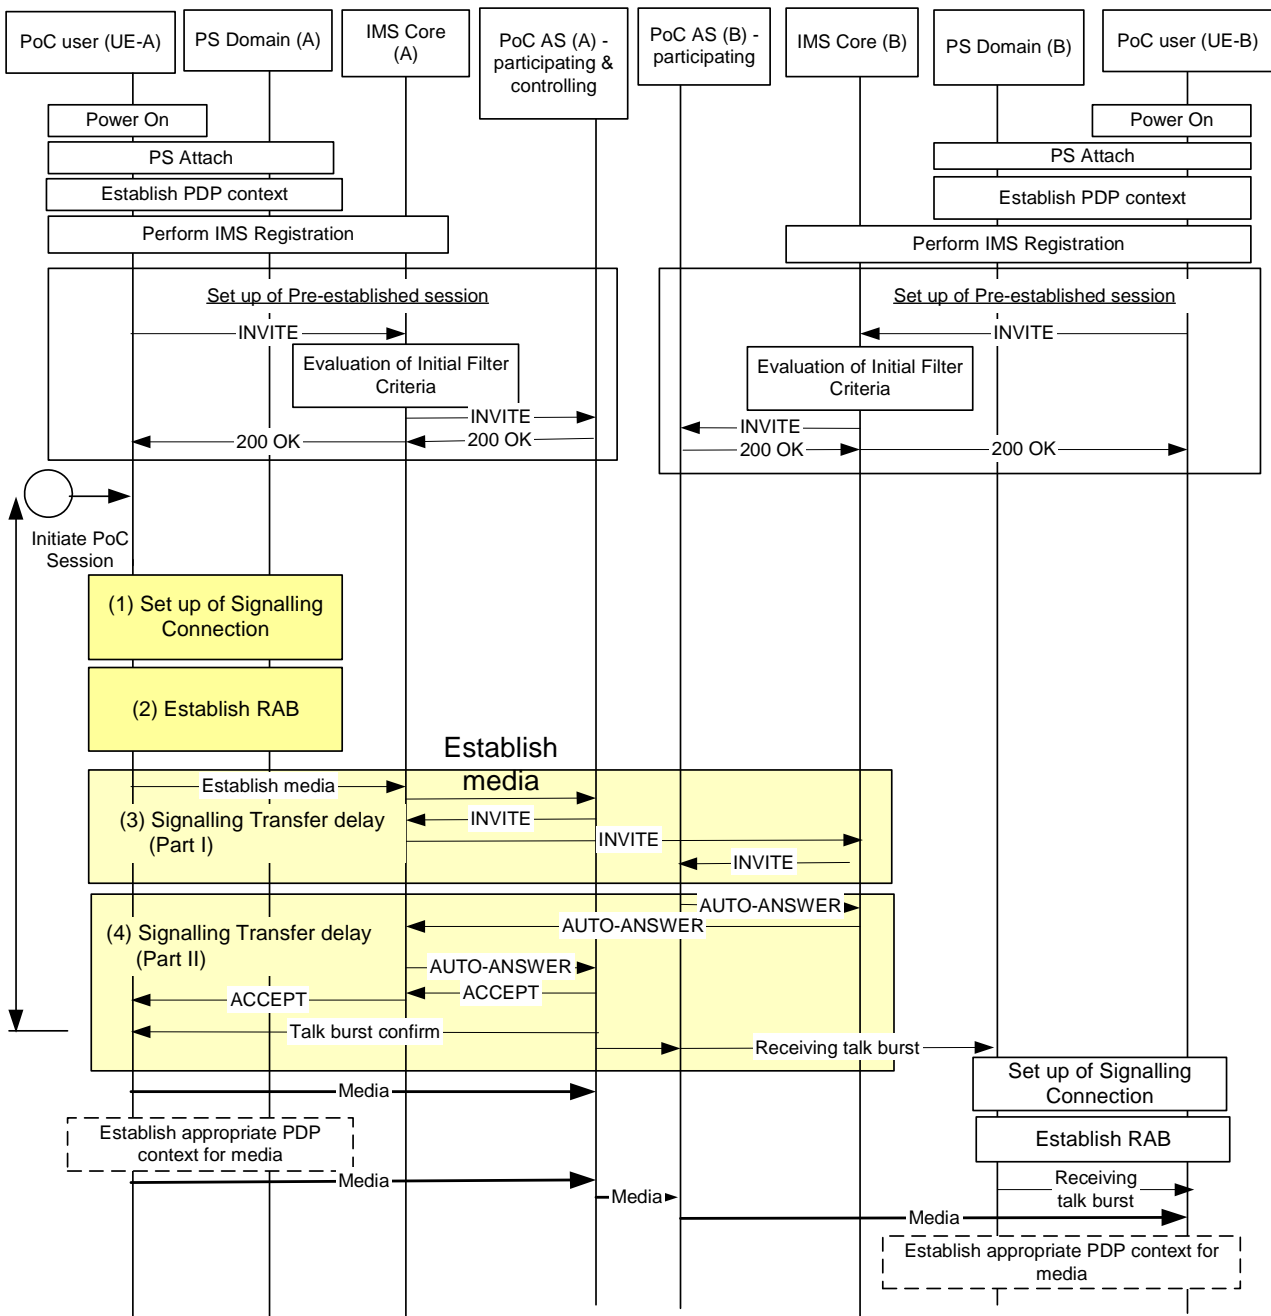 PoC user (UE-A)
PS Domain (A)
IMS Core
(A)
PoC AS (A) -
participating &
controlling
PoC AS (B) -
participating
IMS Core (B)
PS Domain (B)
PoC user (UE-B)
Power On
Power On
PS Attach
PS Attach
Establish PDP context
Establish PDP context
Perform IMS Registration
Perform IMS Registration
Set up of Pre-established session
Set up of Pre-established session
INVITE
INVITE
Evaluation of Initial Filter
Criteria
Evaluation of Initial Filter
Criteria
INVITE
INVITE
200 OK
200 OK
200 OK
200 OK
Initiate PoC
Session
(1) Set up of Signalling
Connection
(2) Establish RAB
Establish
media
Establish media
(3) Signalling Transfer delay
(Part I)
INVITE
INVITE
INVITE
AUTO-ANSWER
AUTO-ANSWER
(4) Signalling Transfer delay
(Part II)
AUTO-ANSWER
ACCEPT
ACCEPT
Talk burst confirm
Receiving talk burst
Set up of Signalling
Connection
Media
Establish appropriate PDP
context for media
Establish RAB
Media
Receiving
talk burst
Media
Media
Establish appropriate PDP context for
media